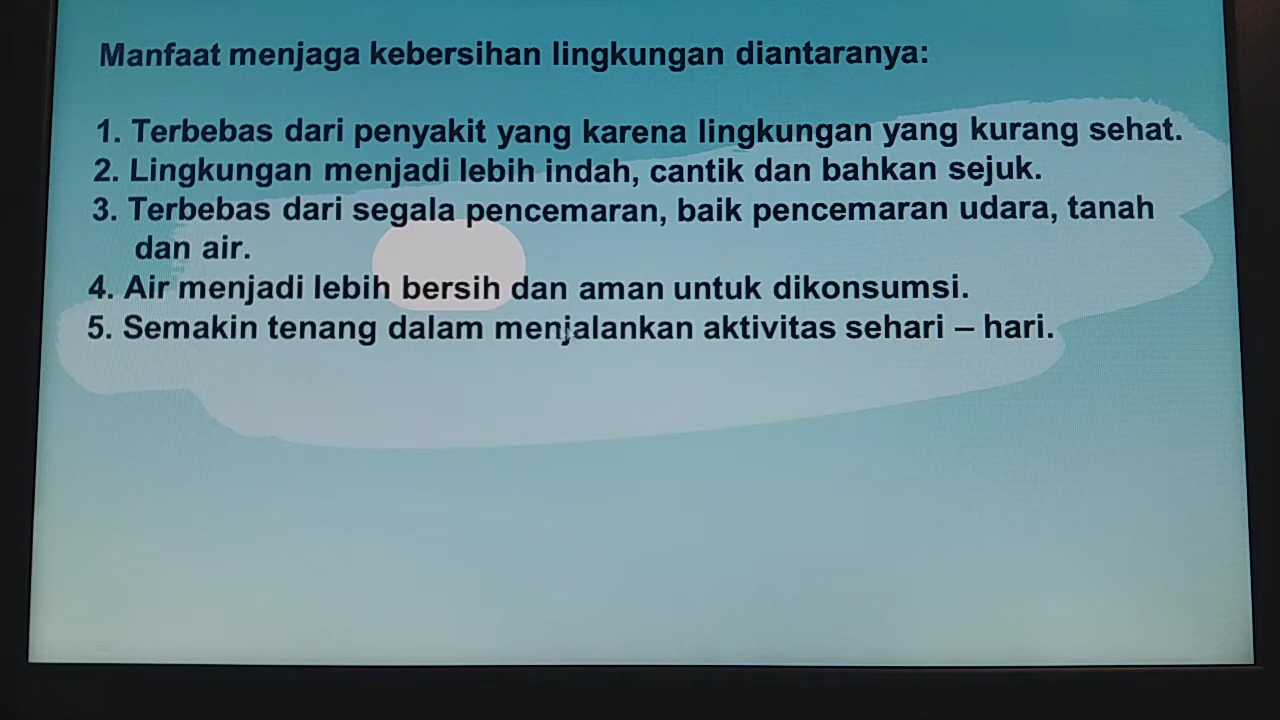 Manfaat menjaga kebersihan lingkungan diantaranya:
1. Terbebas dari penyakit yang karena lingkungan yang kurang sehat.
2. Lingkungan menjadi lebih indah, cantik dan bahkan sejuk.
3. Terbebas dari segala pencemaran, baik pencemaran udara, tanah
dan air.
4. Air menjadi lebih bersih dan aman untuk dikonsumsi.
5. Semakin tenang dalam menjalankan aktivitas sehari – hari.